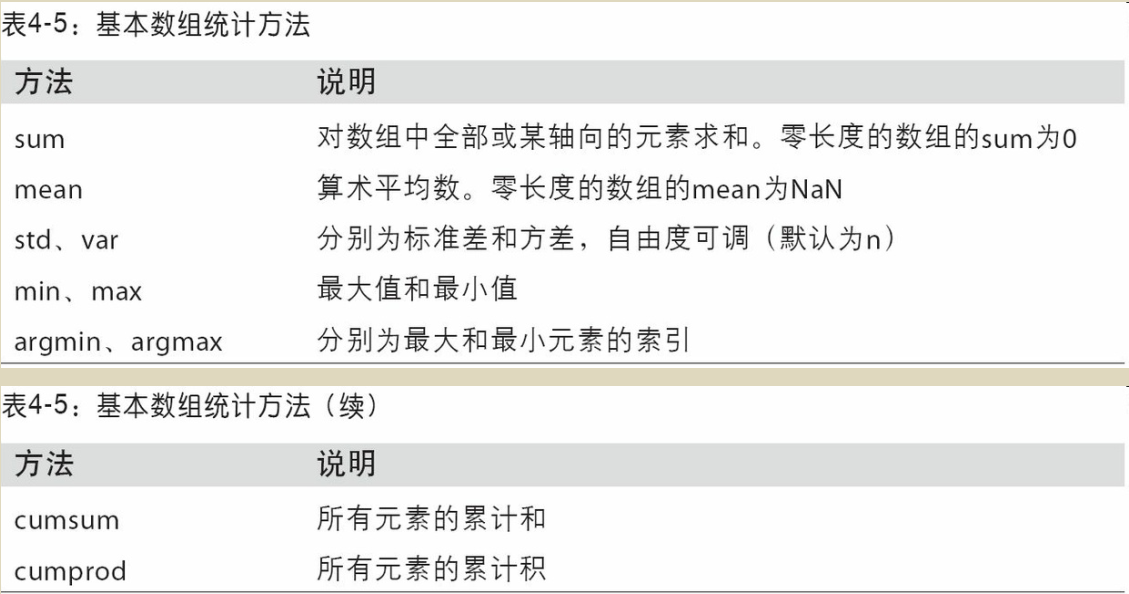 表4-5：基本数组统计方法
方法 说明
sum 对数组中全部或某轴向的元素求和。零长度的数组的sum为0
mean 算术平均数。零长度的数组的mean为NaN
std、var 分别为标准差和方差，自由度可调（默认为n）
min、max 最大值和最小值
argmin、argmax 分别为最大和最小元素的索引
表4-5：基本数组统计方法（续）
方法 说明
cumsum 所有元素的累计和
cumprod 所有元素的累计积